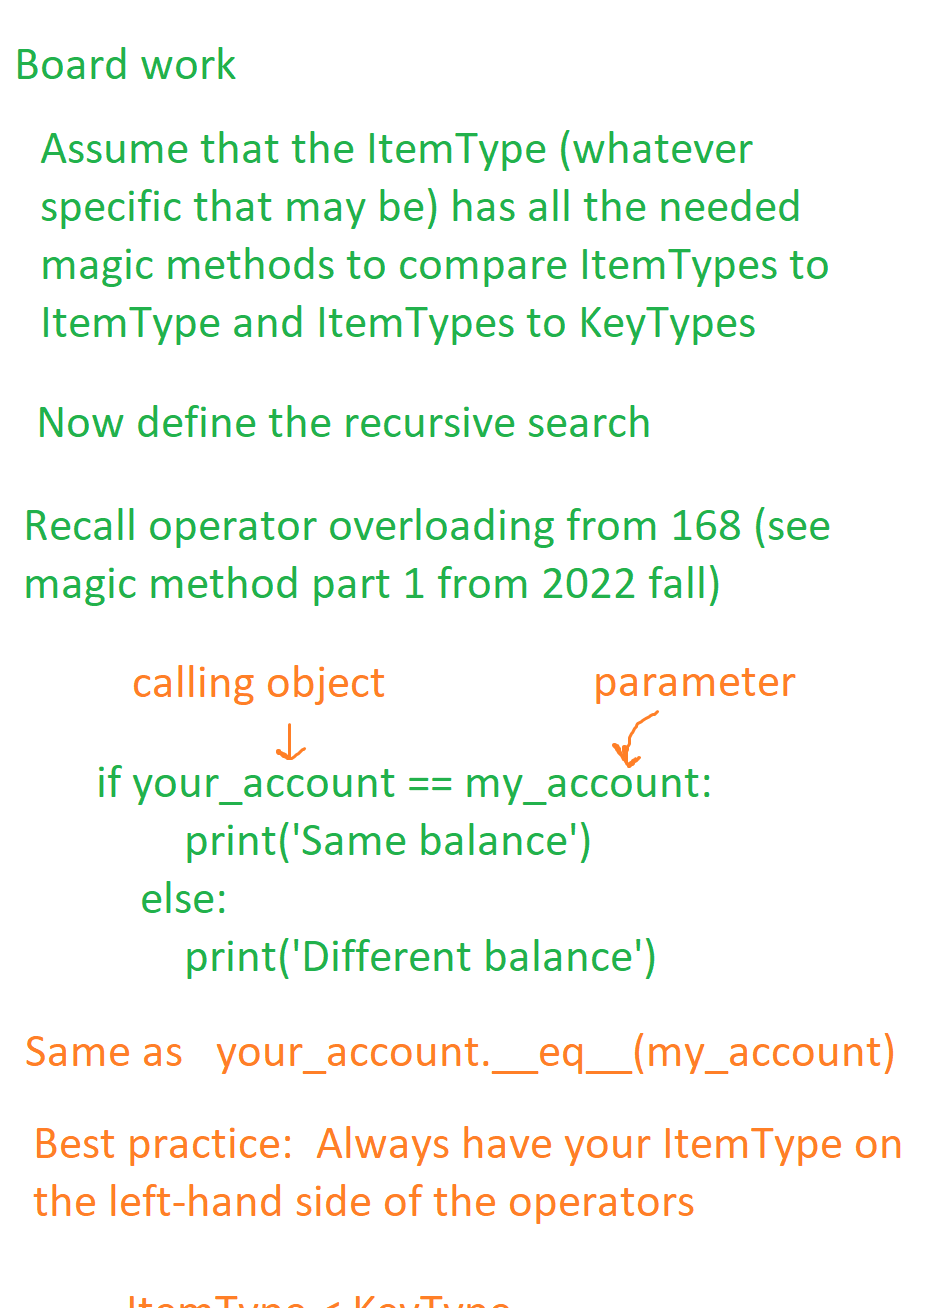 Board work
Assume that the ItemType (whatever
specific that may be) has all the needed
magic methods to compare ItemTypes to
ItemType and ItemTypes to KeyTypes
Now define the recursive search
Recall operator overloading from 168 (see
magic method part 1 from 2022 fall)
calling object parameter
if your_account == my_account:
print('Same balance')
else:
print('Different balance')
Same as your_account.__eq__(my_account)
Best practice: Always have your ItemType on
the left-hand side of the operators
ItemType < KeyType